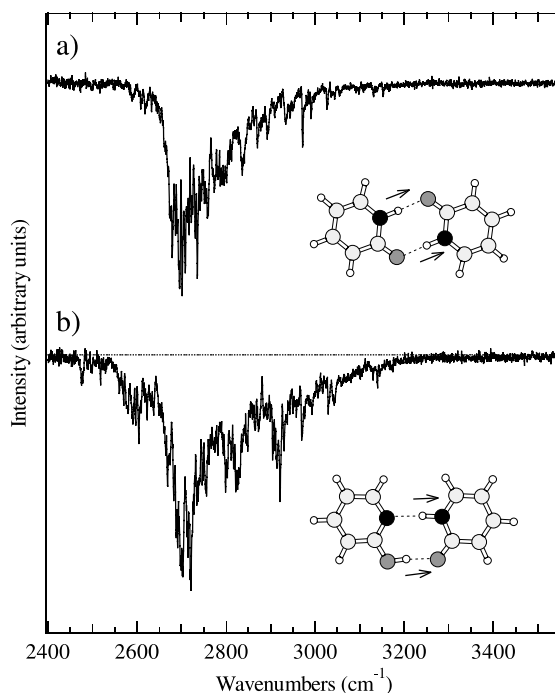 a)
b)
Intensity (arbitrary units)
2400 2600 2800 3000 3200 3400
Wavenumbers (cm⁻¹)